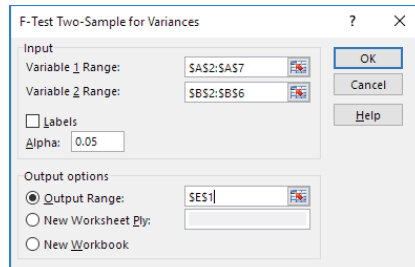 F-Test Two-Sample for Variances ? ×
Input
Variable 1 Range: $A$2:$A$7
Variable 2 Range: $B$2:$B$6
Labels
Alpha: 0.05
Output options
Output Range: $E$1
New Worksheet Ply:
New Workbook
OK
Cancel
Help